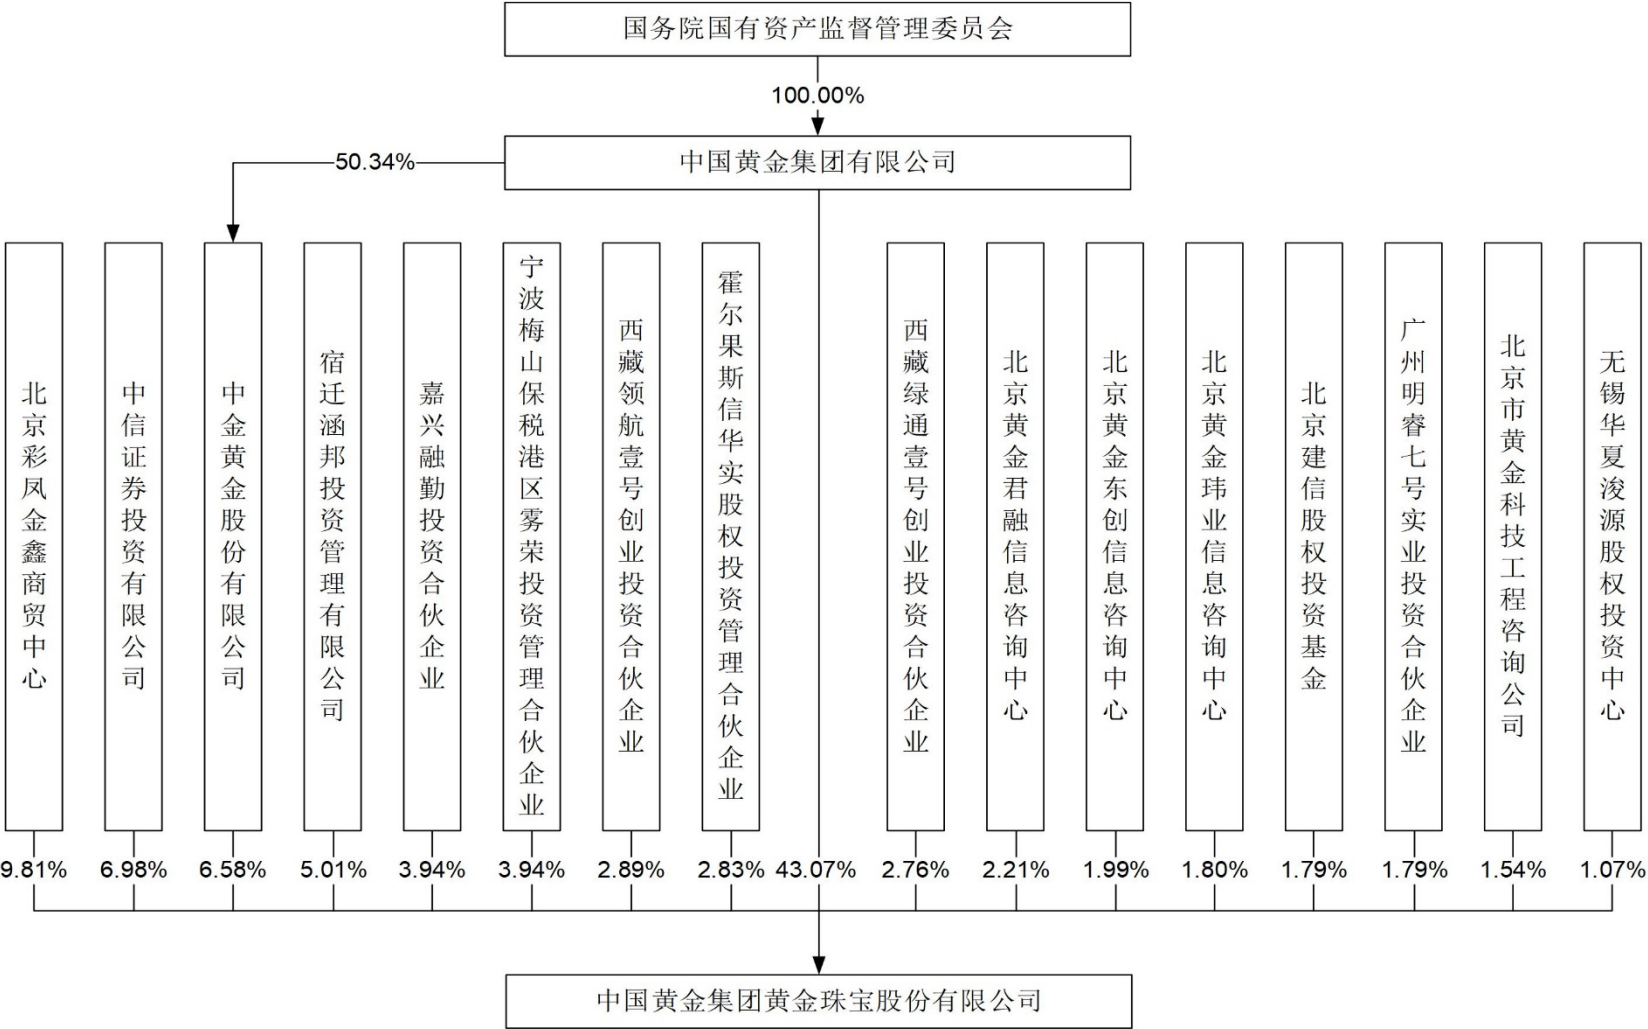 国务院国有资产监督管理委员会
100.00%
中国黄金集团有限公司
50.34%
北京彩凤金鑫商贸中心
中信证券投资有限公司
中金黄金股份有限公司
宿迁涵邦投资管理有限公司
嘉兴融勤投资合伙企业
宁波梅山保税港区雾荣投资管理合伙企业
西藏领航壹号创业投资合伙企业
霍尔果斯信华实股权投资管理合伙企业
西藏绿通壹号创业投资合伙企业
北京黄金君融信息咨询中心
北京黄金东创信息咨询中心
北京黄金玮业信息咨询中心
北京建信股权投资基金
广州明睿七号实业投资合伙企业
北京市黄金科技工程咨询公司
无锡华夏浚源股权投资中心
9.81%
6.98%
6.58%
5.01%
3.94%
3.94%
2.89%
2.83%
43.07%
2.76%
2.21%
1.99%
1.80%
1.79%
1.79%
1.54%
1.07%
中国黄金集团黄金珠宝股份有限公司